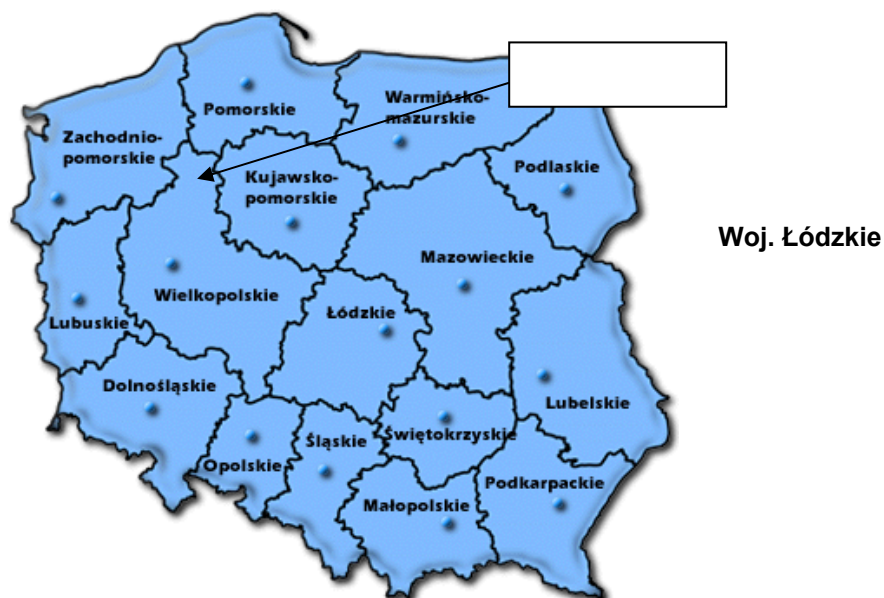 Pomorskie
Warmińsko-
mazurskie
Zachodnio-
pomorskie
Kujawsko-
pomorskie
Podlaskie
Woj. Łódzkie
Mazowieckie
Wielkopolskie
Łódzkie
Lubuskie
Dolnośląskie
Lubelskie
Opolskie
Śląskie
Świętokrzyskie
Małopolskie
Podkarpackie